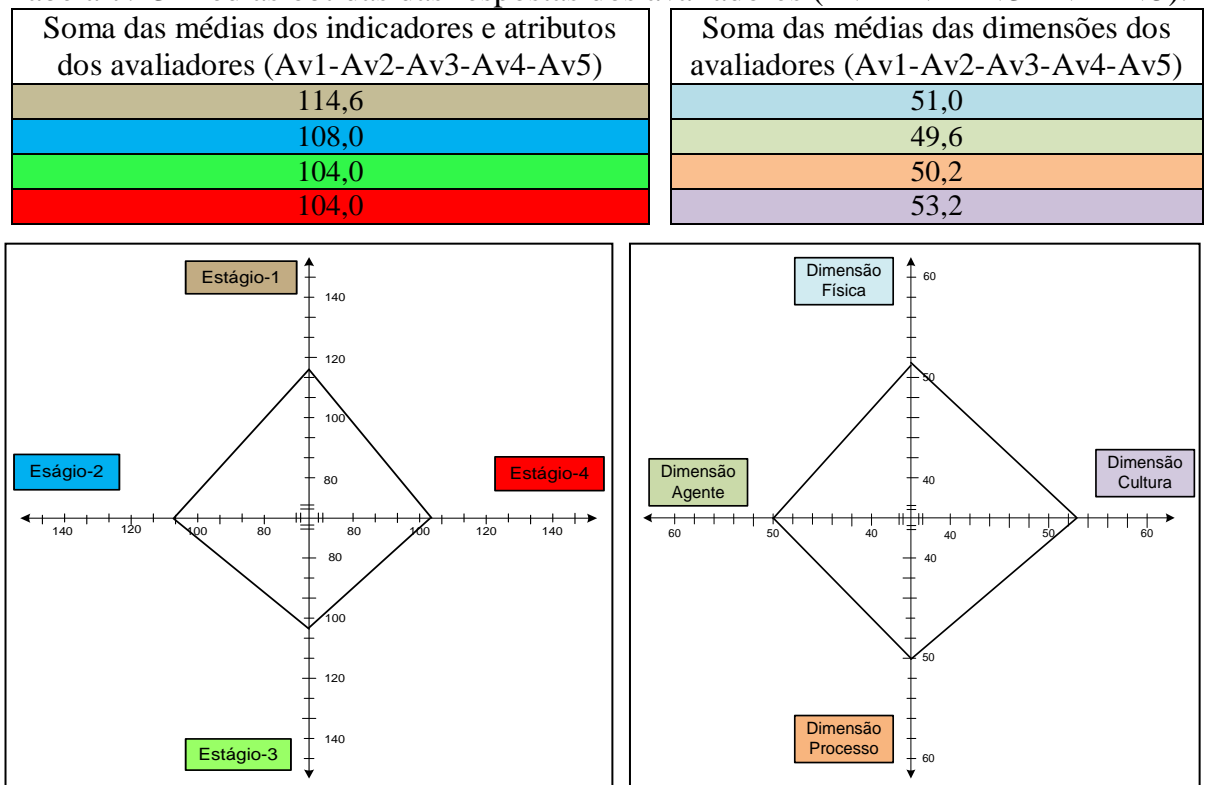 Soma das médias dos indicadores e atributos
dos avaliadores (Av1-Av2-Av3-Av4-Av5)
114,6
108,0
104,0
104,0
Soma das médias das dimensões dos
avaliadores (Av1-Av2-Av3-Av4-Av5)
51,0
49,6
50,2
53,2
Estágio-1
140
120
100
80
Eságio-2
Estágio-4
140 120 100 80 80 100 120 140
80
100
120
140
Estágio-3
Dimensão
Física
60
50
40
Dimensão
Agente
Dimensão
Cultura
60 50 40 40 50 60
40
50
60
Dimensão
Processo